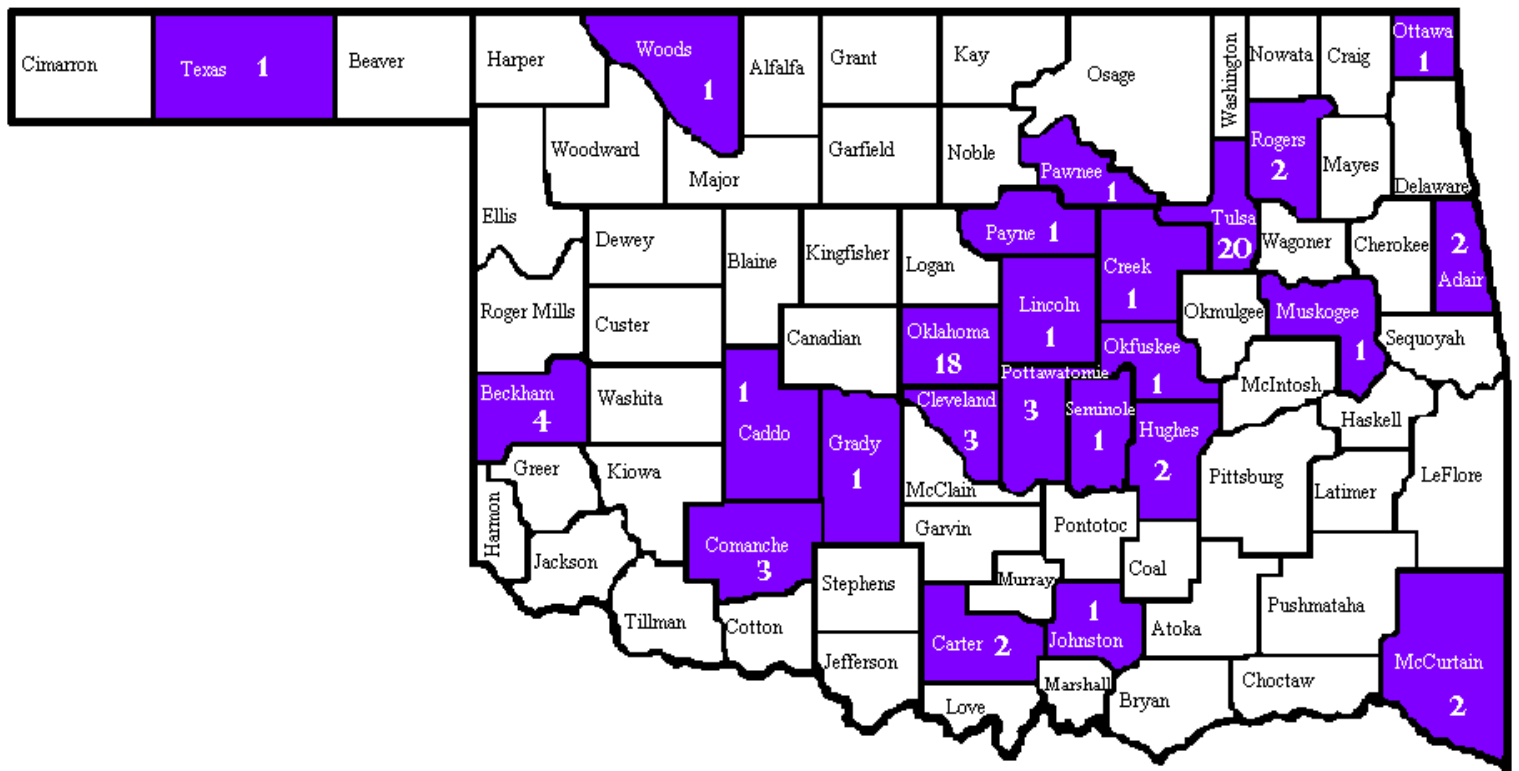 Cimarron
Texas 1
Beaver
Harper
Woods
1
Alfalfa
Grant
Kay
Osage
Washington
Nowata
Craig
Ottawa
1
Woodward
Major
Garfield
Noble
Pawnee
1
Rogers
2
Mayes
Delaware
Ellis
Dewey
Blaine
Kingfisher
Logan
Payne 1
Creek
1
Tulsa
20
Wagoner
Cherokee
2
Adair
Roger Mills
Custer
Canadian
Oklahoma
18
Lincoln
1
Okfuskee
1
Okmulgee
Muskogee
1
Sequoyah
Beckham
4
Washita
1
Caddo
Grady
1
Cleveland
3
Pottawatomie
3
Seminole
1
Hughes
2
McIntosh
Haskell
Greer
Kiowa
McClain
Pittsburg
Latimer
LeFlore
Harmon
Jackson
Comanche
3
Garvin
Pontotoc
Coal
Tillman
Cotton
Stephens
Murray
1
Johnston
Atoka
Pushmataha
Jefferson
Carter 2
Love
Marshall
Bryan
Choctaw
McCurtain
2